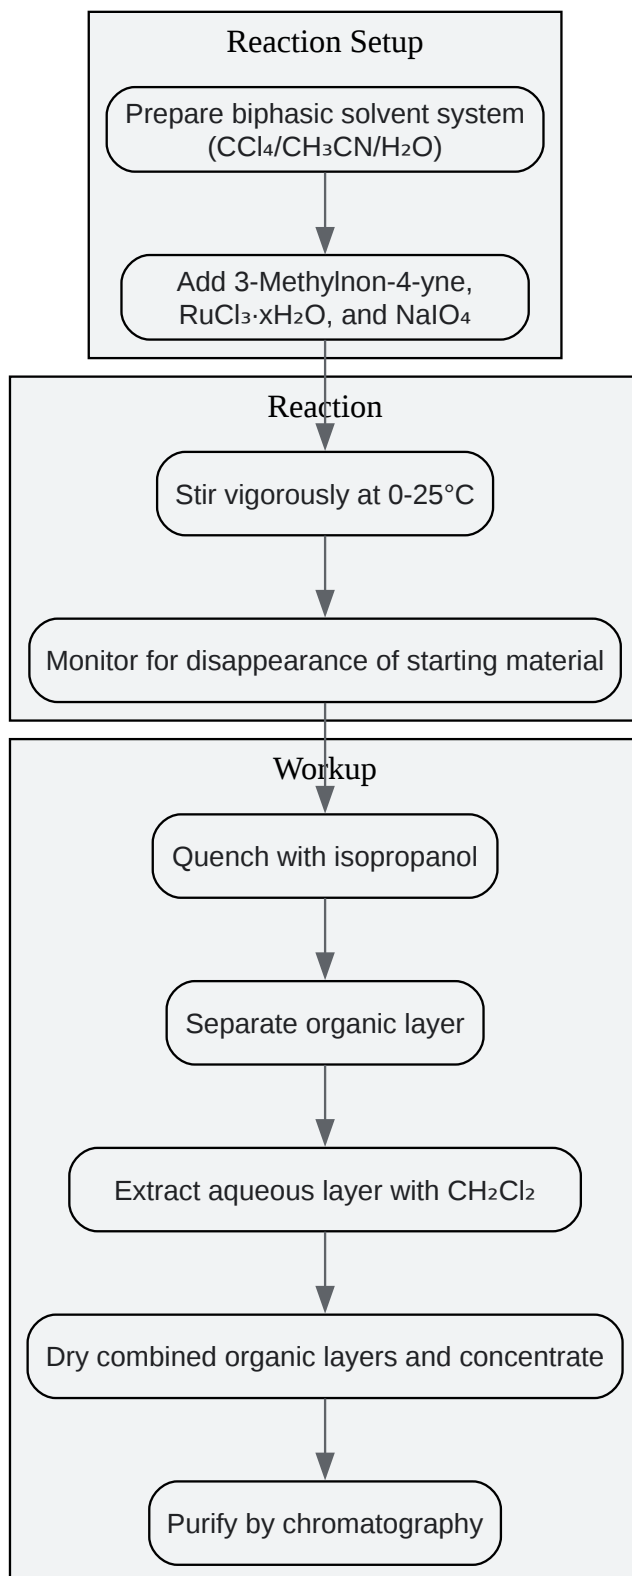 Reaction Setup
Prepare biphasic solvent system
(CCl₄/CH₃CN/H₂O)
Add 3-Methylnon-4-yne,
RuCl₃·xH₂O, and NaIO₄
Reaction
Stir vigorously at 0-25°C
Monitor for disappearance of starting material
Workup
Quench with isopropanol
Separate organic layer
Extract aqueous layer with CH₂Cl₂
Dry combined organic layers and concentrate
Purify by chromatography